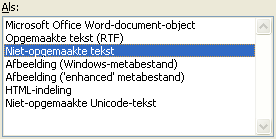 Als:
Microsoft Office Word-document-object
Opgemaakte tekst (RTF)
Niet-opgemaakte tekst
Afbeelding (Windows-metabestand)
Afbeelding ('enhanced' metabestand)
HTML-indeling
Niet-opgemaakte Unicode-tekst